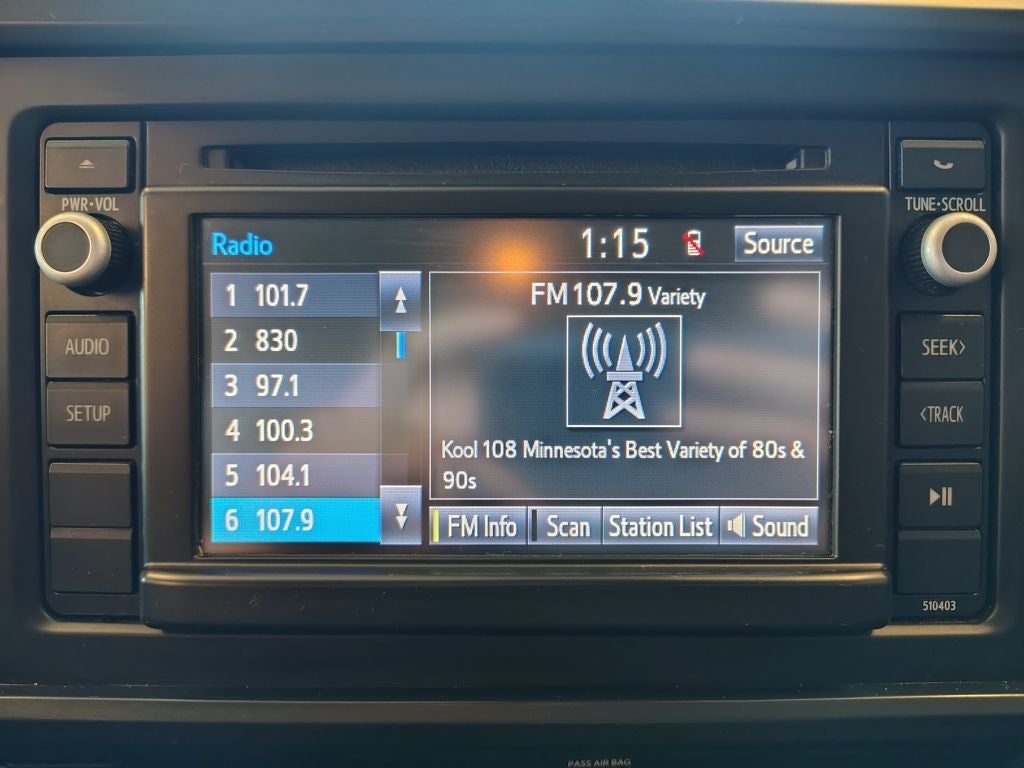 PWR•VOL
TUNE•SCROLL
Radio
1:15
Source
1 101.7
2 830
3 97.1
4 100.3
5 104.1
6 107.9
FM107.9 Variety
Kool 108 Minnesota's Best Variety of 80s &
90s
FM Info
Scan
Station List
Sound
AUDIO
SETUP
SEEK>
<TRACK
510403
PASS AIR BAG